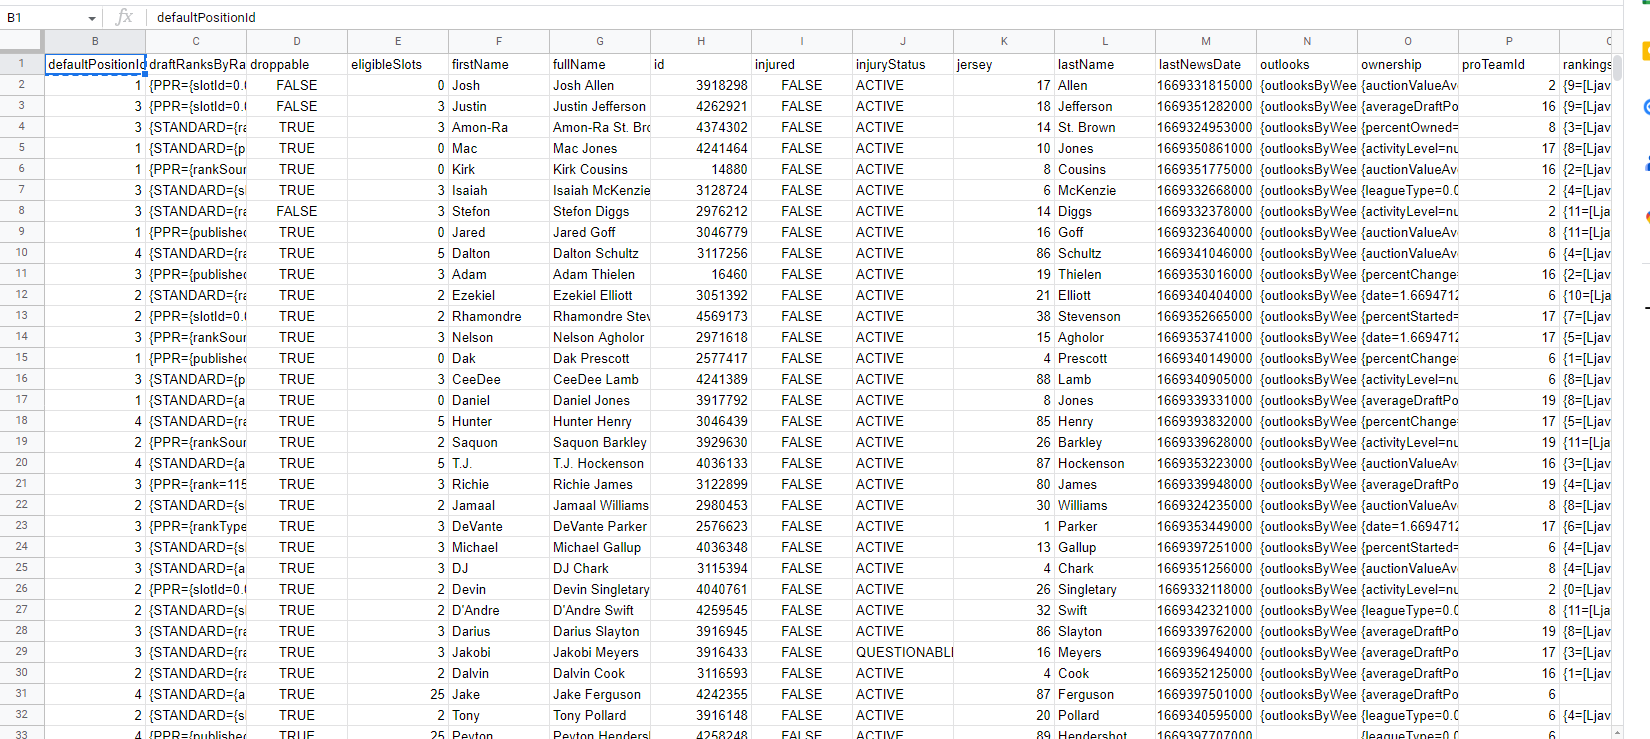 B1 fx defaultPositionId
B C D E F G H I J K L M N O P
1 defaultPositionId draftRanksByRa droppable eligibleSlots firstName fullName id injured injuryStatus jersey lastName lastNewsDate outlooks ownership proTeamId rankings
2 1 {PPR={slotId=0.0 FALSE 0 Josh Josh Allen 3918298 FALSE ACTIVE 17 Allen 1669331815000 {outlooksByWee {auctionValueAv 2 {9=[Ljav
3 3 {PPR={slotId=0.0 FALSE 3 Justin Justin Jefferson 4262921 FALSE ACTIVE 18 Jefferson 1669351282000 {outlooksByWee {averageDraftPo 16 {9=[Ljav
4 3 {STANDARD={ra TRUE 3 Amon-Ra Amon-Ra St. Bro 4374302 FALSE ACTIVE 14 St. Brown 1669324953000 {outlooksByWee {percentOwned= 8 {3=[Ljav
5 1 {STANDARD={p TRUE 0 Mac Mac Jones 4241464 FALSE ACTIVE 10 Jones 1669350861000 {outlooksByWee {activityLevel=nu 17 {8=[Ljav
6 1 {PPR={rankSour TRUE 0 Kirk Kirk Cousins 14880 FALSE ACTIVE 8 Cousins 1669351775000 {outlooksByWee {auctionValueAv 16 {2=[Ljav
7 3 {STANDARD={sl TRUE 3 Isaiah Isaiah McKenzie 3128724 FALSE ACTIVE 6 McKenzie 1669332668000 {outlooksByWee {leagueType=0.0 2 {4=[Ljav
8 3 {STANDARD={ra FALSE 3 Stefon Stefon Diggs 2976212 FALSE ACTIVE 14 Diggs 1669332378000 {outlooksByWee {activityLevel=nu 2 {11=[Lja
9 1 {PPR={published TRUE 0 Jared Jared Goff 3046779 FALSE ACTIVE 16 Goff 1669323640000 {outlooksByWee {auctionValueAv 8 {11=[Lja
10 4 {STANDARD={ra TRUE 5 Dalton Dalton Schultz 3117256 FALSE ACTIVE 86 Schultz 1669341046000 {outlooksByWee {auctionValueAv 6 {4=[Ljav
11 3 {PPR={published TRUE 3 Adam Adam Thielen 16460 FALSE ACTIVE 19 Thielen 1669353016000 {outlooksByWee {percentChange= 16 {2=[Ljav
12 2 {STANDARD={ra TRUE 2 Ezekiel Ezekiel Elliott 3051392 FALSE ACTIVE 21 Elliott 1669340404000 {outlooksByWee {date=1.6694712 6 {10=[Lja
13 2 {PPR={slotId=0.0 TRUE 2 Rhamondre Rhamondre Stev 4569173 FALSE ACTIVE 38 Stevenson 1669352665000 {outlooksByWee {percentStarted= 17 {7=[Ljav
14 3 {PPR={rankSour TRUE 3 Nelson Nelson Agholor 2971618 FALSE ACTIVE 15 Agholor 1669353741000 {outlooksByWee {date=1.6694712 17 {5=[Ljav
15 1 {PPR={published TRUE 0 Dak Dak Prescott 2577417 FALSE ACTIVE 4 Prescott 1669340149000 {outlooksByWee {percentChange= 6 {1=[Ljav
16 3 {STANDARD={p TRUE 3 CeeDee CeeDee Lamb 4241389 FALSE ACTIVE 88 Lamb 1669340905000 {outlooksByWee {activityLevel=nu 6 {8=[Ljav
17 1 {STANDARD={a TRUE 0 Daniel Daniel Jones 3917792 FALSE ACTIVE 8 Jones 1669339331000 {outlooksByWee {averageDraftPo 19 {8=[Ljav
18 4 {STANDARD={ra TRUE 5 Hunter Hunter Henry 3046439 FALSE ACTIVE 85 Henry 1669393832000 {outlooksByWee {percentChange= 17 {5=[Ljav
19 2 {PPR={rankSour TRUE 2 Saquon Saquon Barkley 3929630 FALSE ACTIVE 26 Barkley 1669339628000 {outlooksByWee {activityLevel=nu 19 {11=[Lja
20 4 {STANDARD={a TRUE 5 T.J. T.J. Hockenson 4036133 FALSE ACTIVE 87 Hockenson 1669353223000 {outlooksByWee {auctionValueAv 16 {3=[Ljav
21 3 {PPR={rank=115 TRUE 3 Richie Richie James 3122899 FALSE ACTIVE 80 James 1669339948000 {outlooksByWee {averageDraftPo 19 {4=[Ljav
22 2 {STANDARD={sl TRUE 2 Jamaal Jamaal Williams 2980453 FALSE ACTIVE 30 Williams 1669324235000 {outlooksByWee {auctionValueAv 8 {8=[Ljav
23 3 {PPR={rankType TRUE 3 DeVante DeVante Parker 2576623 FALSE ACTIVE 1 Parker 1669353449000 {outlooksByWee {date=1.6694712 17 {6=[Ljav
24 3 {STANDARD={sl TRUE 3 Michael Michael Gallup 4036348 FALSE ACTIVE 13 Gallup 1669397251000 {outlooksByWee {percentStarted= 6 {4=[Ljav
25 3 {STANDARD={a TRUE 3 DJ DJ Chark 3115394 FALSE ACTIVE 4 Chark 1669351256000 {outlooksByWee {auctionValueAv 8 {4=[Ljav
26 2 {PPR={slotId=0.0 TRUE 2 Devin Devin Singletary 4040761 FALSE ACTIVE 26 Singletary 1669332118000 {outlooksByWee {activityLevel=nu 2 {0=[Ljav
27 2 {STANDARD={sl TRUE 2 D'Andre D'Andre Swift 4259545 FALSE ACTIVE 32 Swift 1669342321000 {outlooksByWee {leagueType=0.0 8 {11=[Lja
28 3 {STANDARD={ra TRUE 3 Darius Darius Slayton 3916945 FALSE ACTIVE 86 Slayton 1669339762000 {outlooksByWee {averageDraftPo 19 {8=[Ljav
29 3 {STANDARD={ra TRUE 3 Jakobi Jakobi Meyers 3916433 FALSE QUESTIONABL 16 Meyers 1669396494000 {outlooksByWee {averageDraftPo 17 {3=[Ljav
30 2 {STANDARD={ra TRUE 2 Dalvin Dalvin Cook 3116593 FALSE ACTIVE 4 Cook 1669352125000 {outlooksByWee {averageDraftPo 16 {1=[Ljav
31 4 {STANDARD={a TRUE 25 Jake Jake Ferguson 4242355 FALSE ACTIVE 87 Ferguson 1669397501000 {outlooksByWee {averageDraftPo 6
32 2 {STANDARD={sl TRUE 2 Tony Tony Pollard 3916148 FALSE ACTIVE 20 Pollard 1669340595000 {outlooksByWee {leagueType=0.0 6 {4=[Ljav
33 4 {PPR={published TRUE 25 Peyton Peyton Hendersl 4258248 FALSE ACTIVE 89 Hendershot 1669397707000 {leagueType=0.0 6